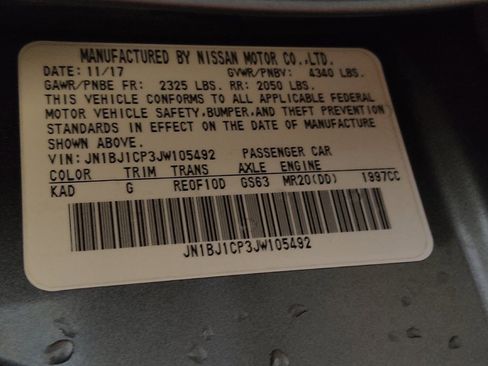 MANUFACTURED BY NISSAN MOTOR CO.,LTD.
DATE: 11/17 GVWR/PNBV: 4340 LBS.
GAWR/PNBE FR: 2325 LBS. RR: 2050 LBS.
THIS VEHICLE CONFORMS TO ALL APPLICABLE FEDERAL
MOTOR VEHICLE SAFETY,BUMPER,AND THEFT PREVENTION
STANDARDS IN EFFECT ON THE DATE OF MANUFACTURE
SHOWN ABOVE.
VIN: JN1BJ1CP3JW105492 PASSENGER CAR
COLOR TRIM TRANS AXLE ENGINE
KAD G RE0F10D GS63 MR20(DD) 1997CC
JN1BJ1CP3JW105492